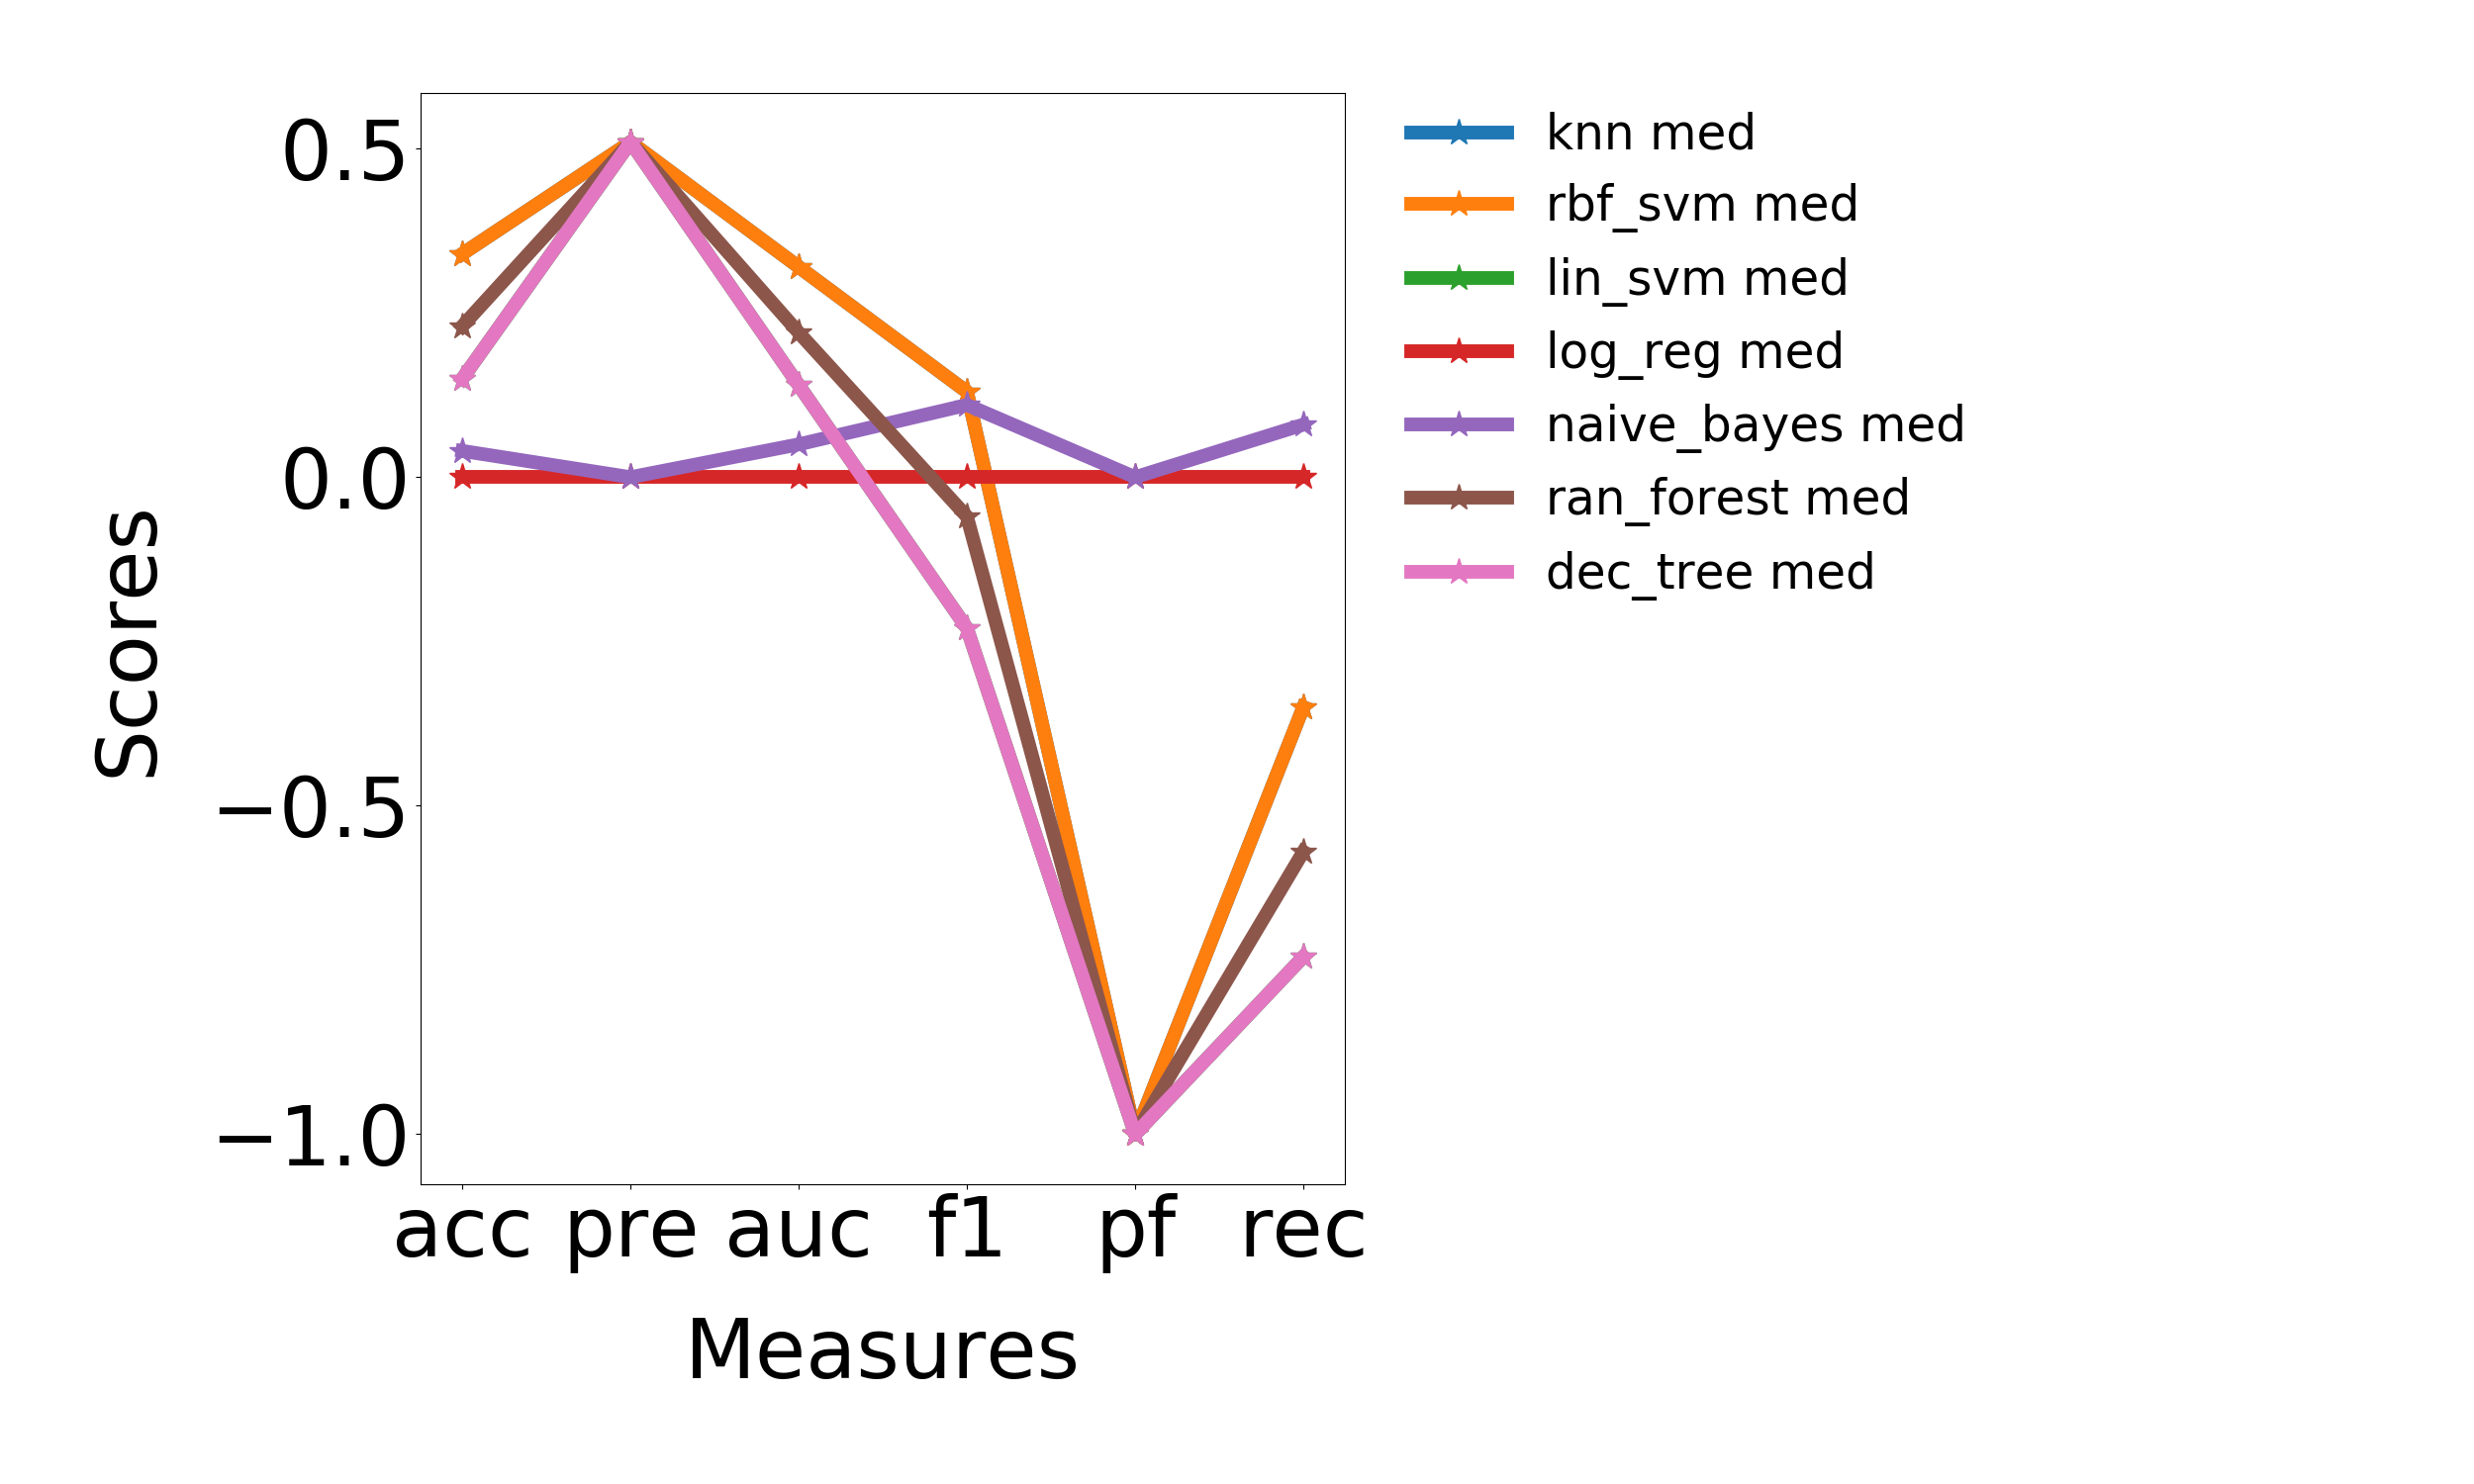 0.5
0.0
−0.5
−1.0
Scores
acc pre auc f1 pf rec
Measures
knn med
rbf_svm med
lin_svm med
log_reg med
naive_bayes med
ran_forest med
dec_tree med